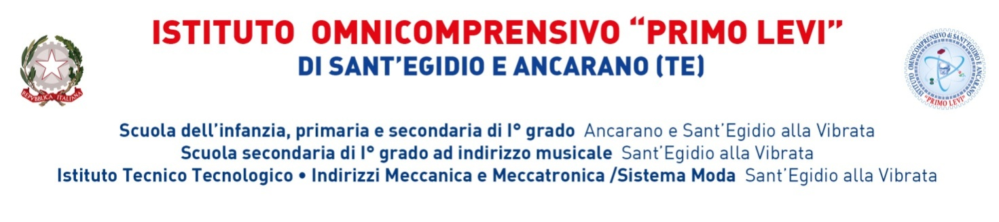 ISTITUTO OMNICOMPRENSIVO “PRIMO LEVI”
DI SANT’EGIDIO E ANCARANO (TE)
REPVBBLICA ITALIANA
ISTITUTO OMNICOMPRENSIVO di SANT'EGIDIO E ANCARANO
"PRIMO LEVI"
Scuola dell’infanzia, primaria e secondaria di I° grado Ancarano e Sant’Egidio alla Vibrata
Scuola secondaria di I° grado ad indirizzo musicale Sant’Egidio alla Vibrata
Istituto Tecnico Tecnologico • Indirizzi Meccanica e Meccatronica /Sistema Moda Sant’Egidio alla Vibrata